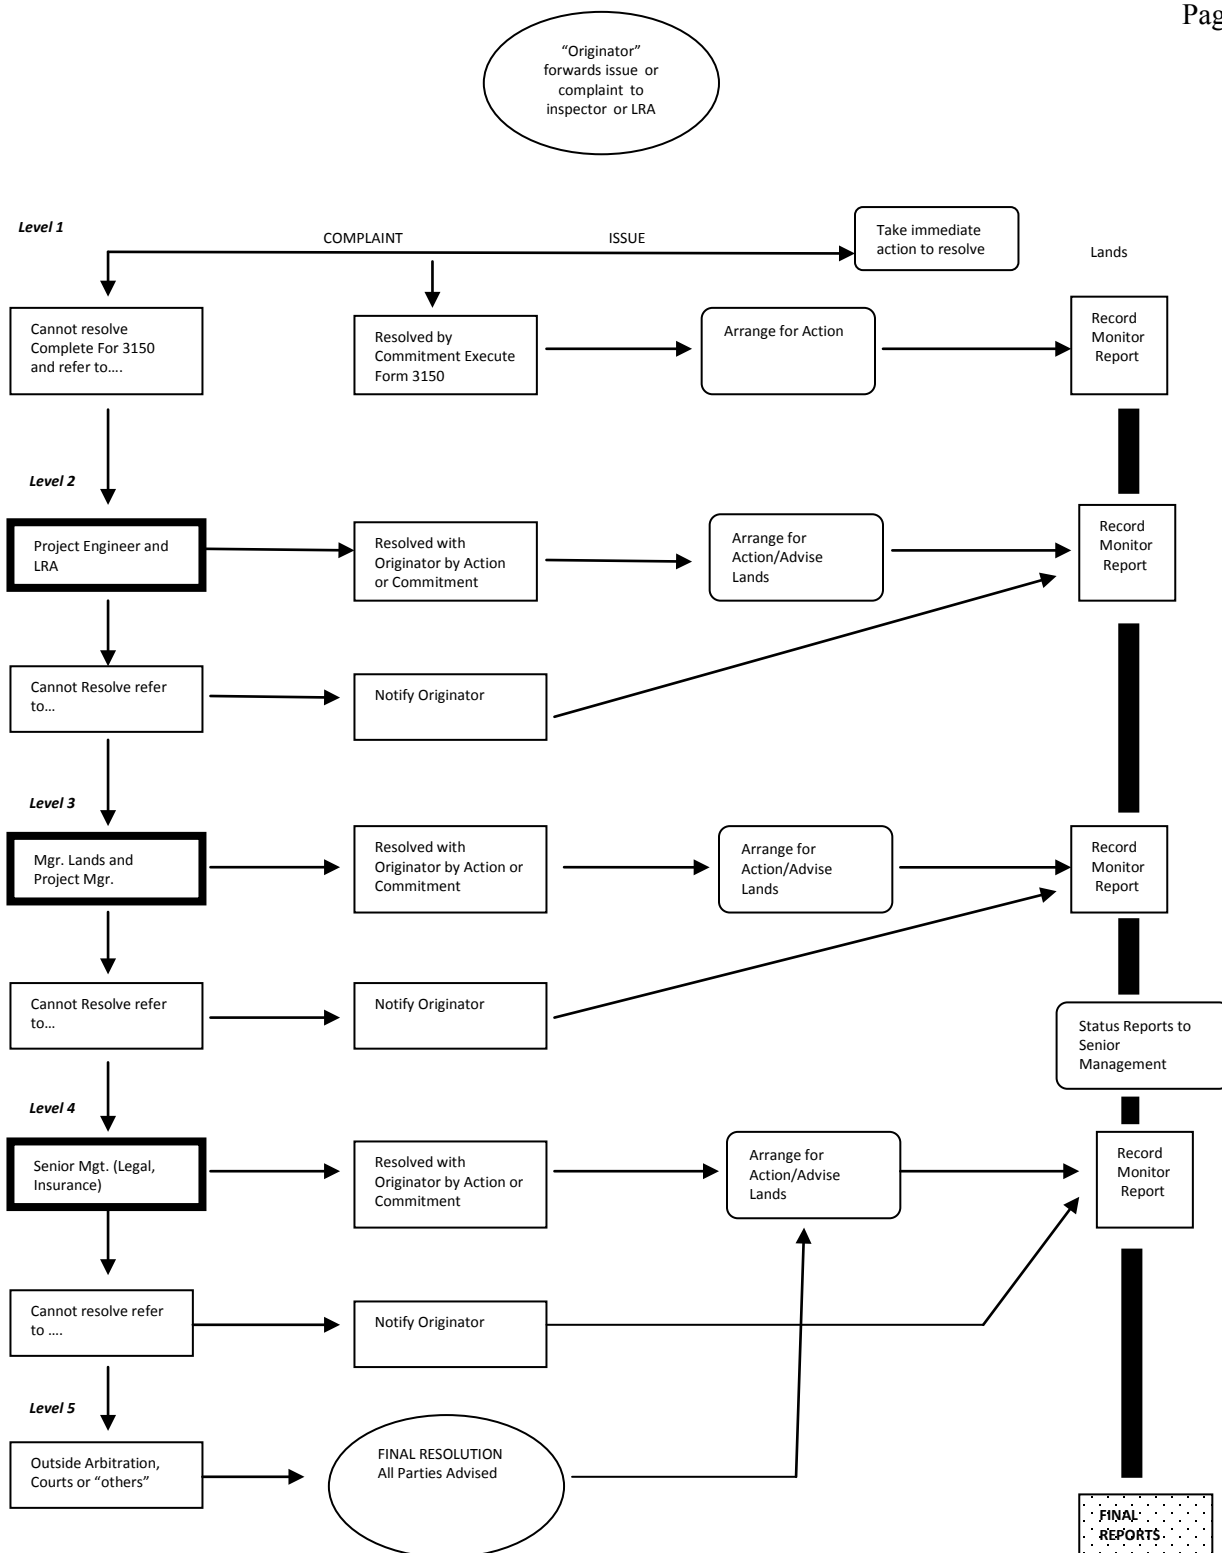 Pag
“Originator”
forwards issue or
complaint to
inspector or LRA
Level 1
COMPLAINT
ISSUE
Take immediate
action to resolve
Lands
Cannot resolve
Complete For 3150
and refer to….
Resolved by
Commitment Execute
Form 3150
Arrange for Action
Record
Monitor
Report
Level 2
Project Engineer and
LRA
Resolved with
Originator by Action
or Commitment
Arrange for
Action/Advise
Lands
Record
Monitor
Report
Cannot Resolve refer
to…
Notify Originator
Level 3
Mgr. Lands and
Project Mgr.
Resolved with
Originator by Action or
Commitment
Arrange for
Action/Advise
Lands
Record
Monitor
Report
Cannot Resolve refer
to…
Notify Originator
Status Reports to
Senior
Management
Level 4
Senior Mgt. (Legal,
Insurance)
Resolved with
Originator by Action or
Commitment
Arrange for
Action/Advise
Lands
Record
Monitor
Report
Cannot resolve refer
to ….
Notify Originator
Level 5
Outside Arbitration,
Courts or “others”
FINAL RESOLUTION
All Parties Advised
FINAL
REPORTS